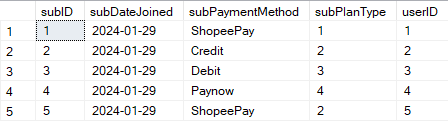 subID subDateJoined subPaymentMethod subPlanType userID
1 1 2024-01-29 ShopeePay 1 1
2 2 2024-01-29 Credit 2 2
3 3 2024-01-29 Debit 3 3
4 4 2024-01-29 Paynow 4 4
5 5 2024-01-29 ShopeePay 2 5